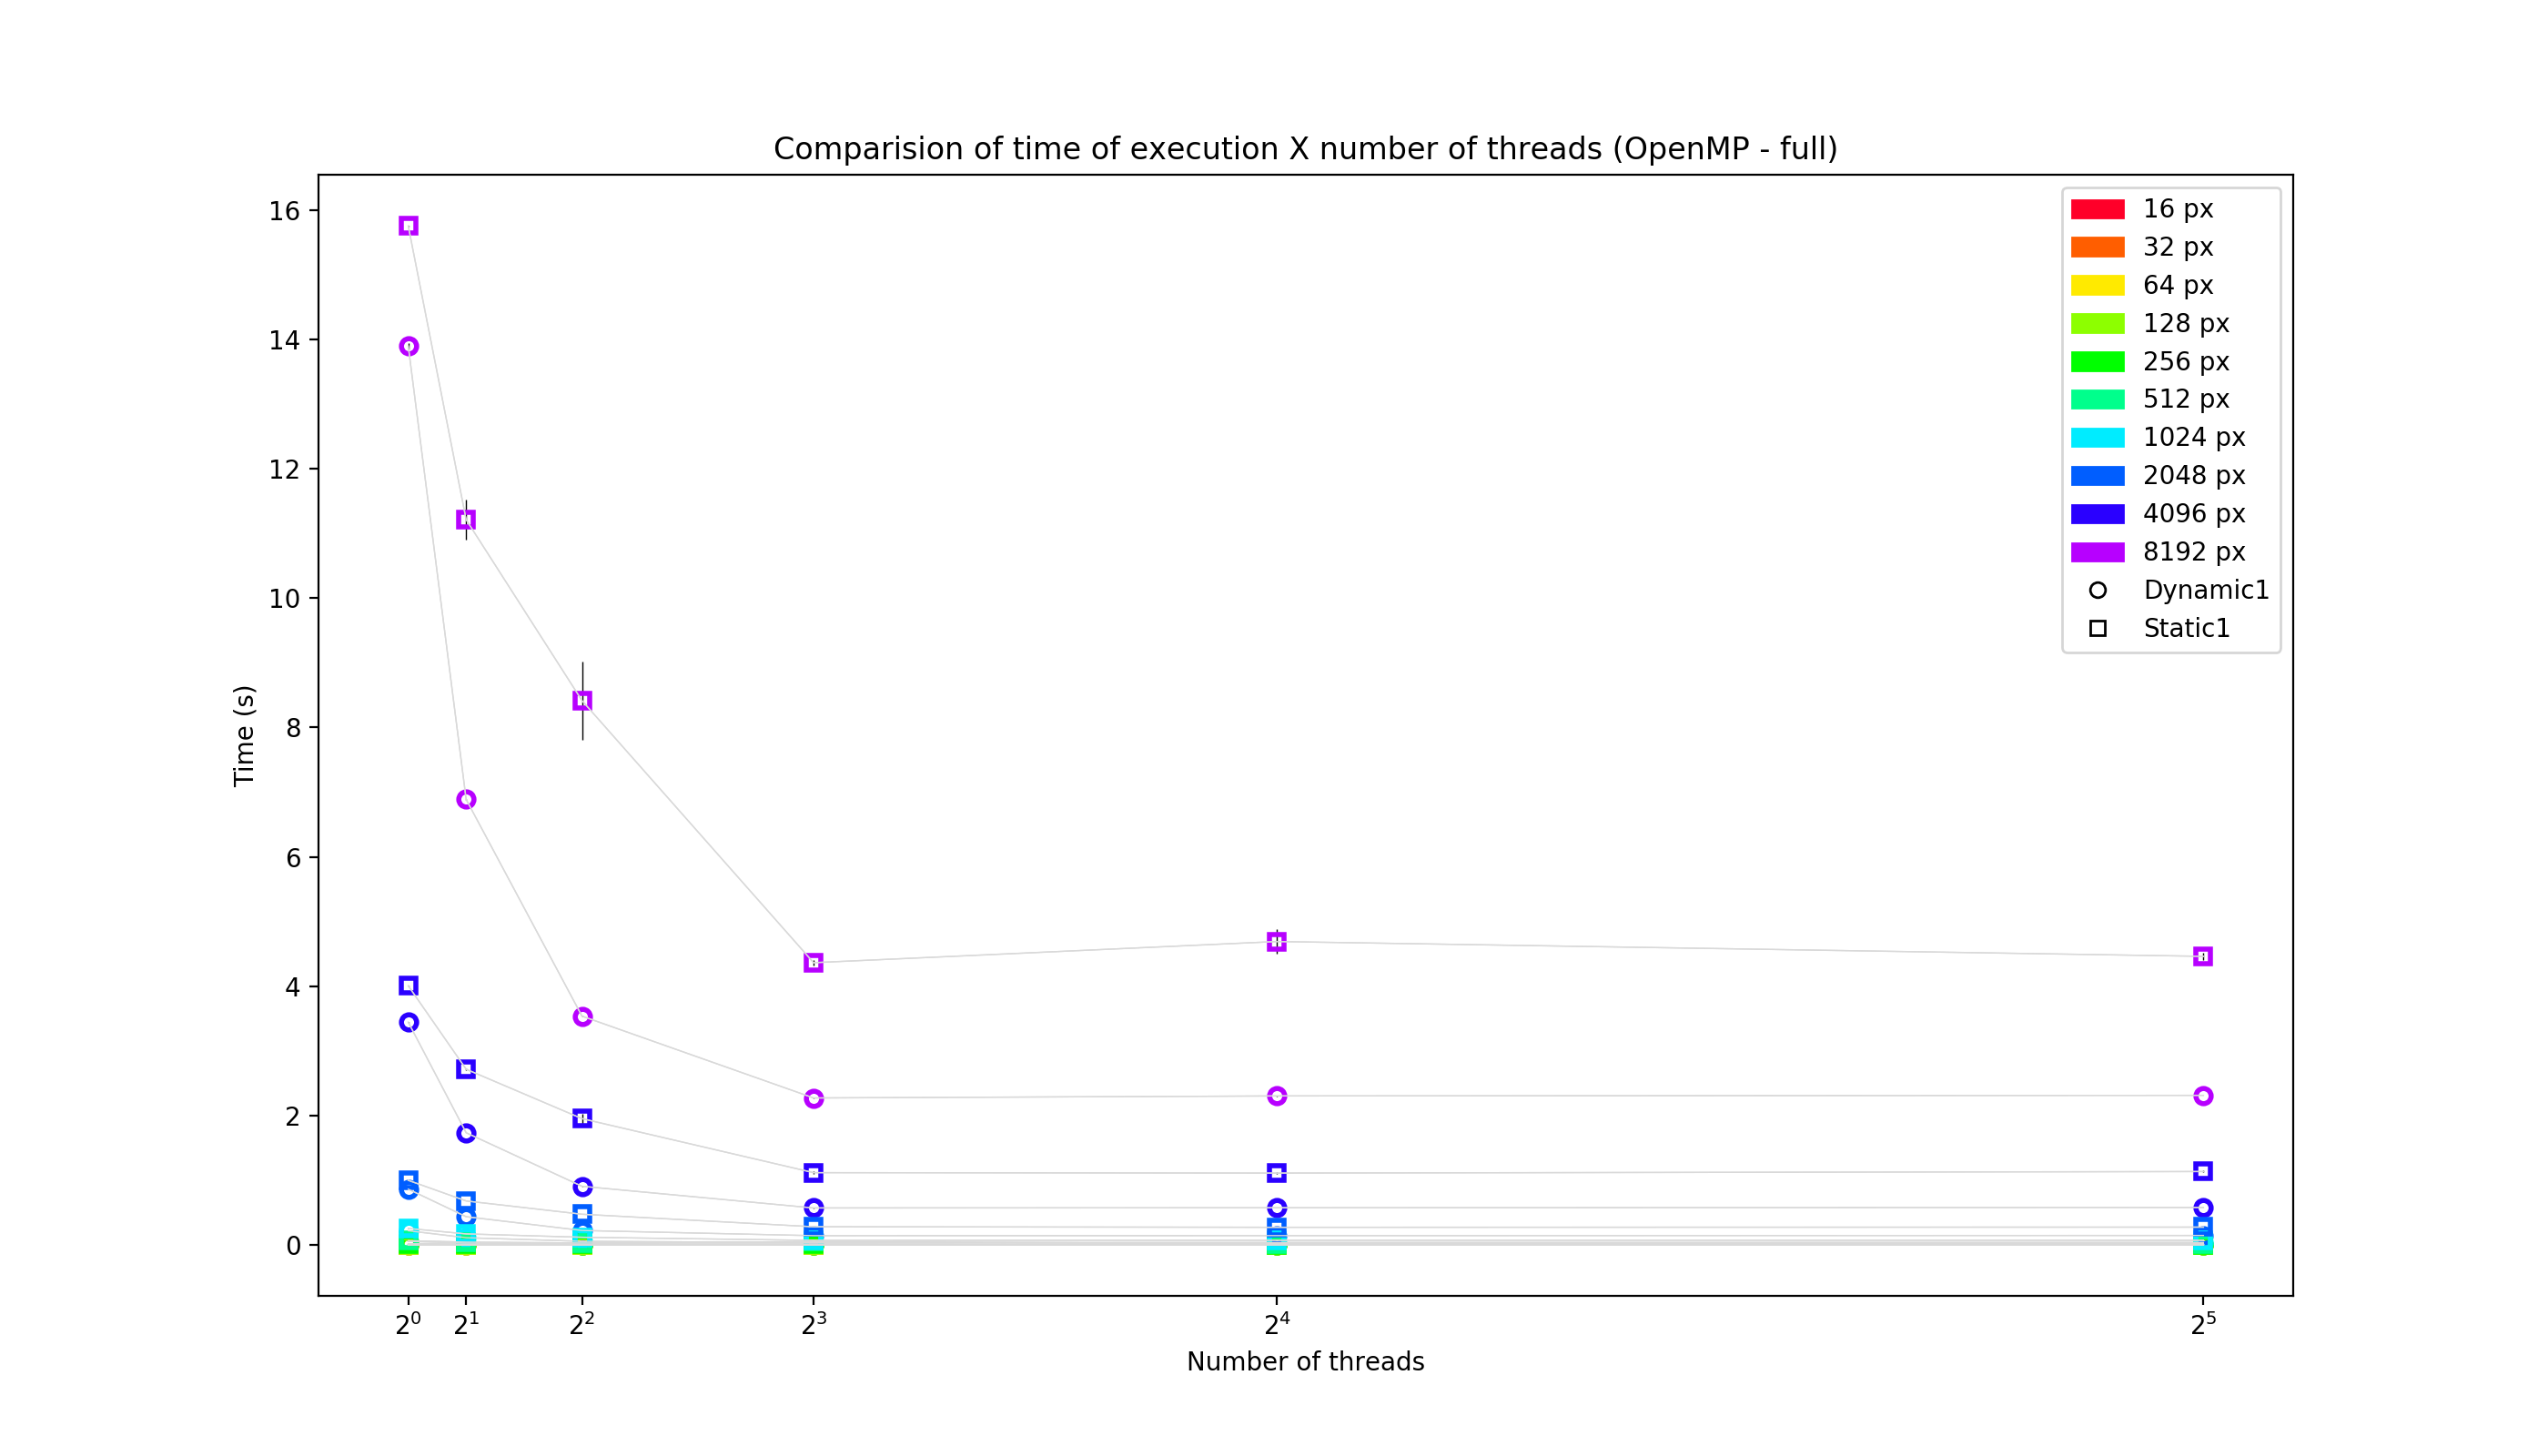 Comparision of time of execution X number of threads (OpenMP - full)
16
14
12
10
8
6
4
2
0
Time (s)
2⁰ 2¹ 2² 2³ 2⁴ 2⁵
Number of threads
16 px
32 px
64 px
128 px
256 px
512 px
1024 px
2048 px
4096 px
8192 px
Dynamic1
Static1